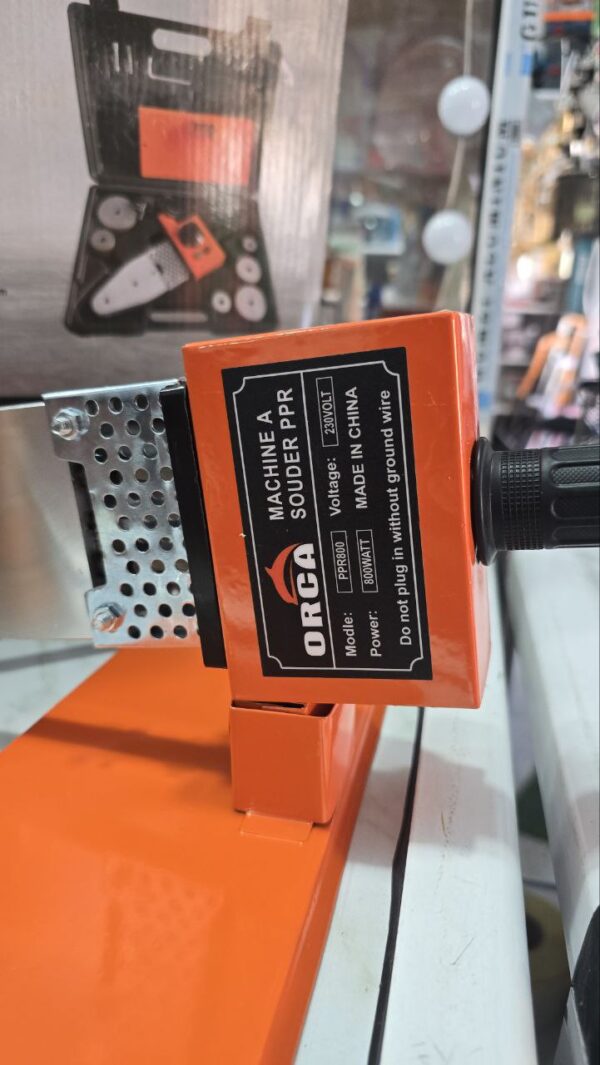 ORCA
MACHINE A
SOUDER PPR
Modle: PPR800 Voltage: 230VOLT
Power: 800WATT MADE IN CHINA
Do not plug in without ground wire